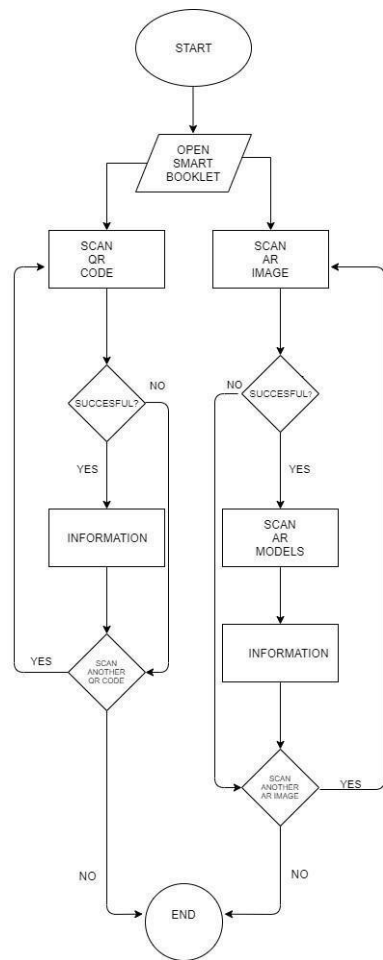 START
OPEN
SMART
BOOKLET
SCAN
QR
CODE
SCAN
AR
IMAGE
SUCCESFUL?
NO
NO
SUCCESFUL?
YES
YES
INFORMATION
SCAN
AR
MODELS
INFORMATION
YES
SCAN
ANOTHER
QR CODE
SCAN
ANOTHER
AR IMAGE
YES
NO
NO
END